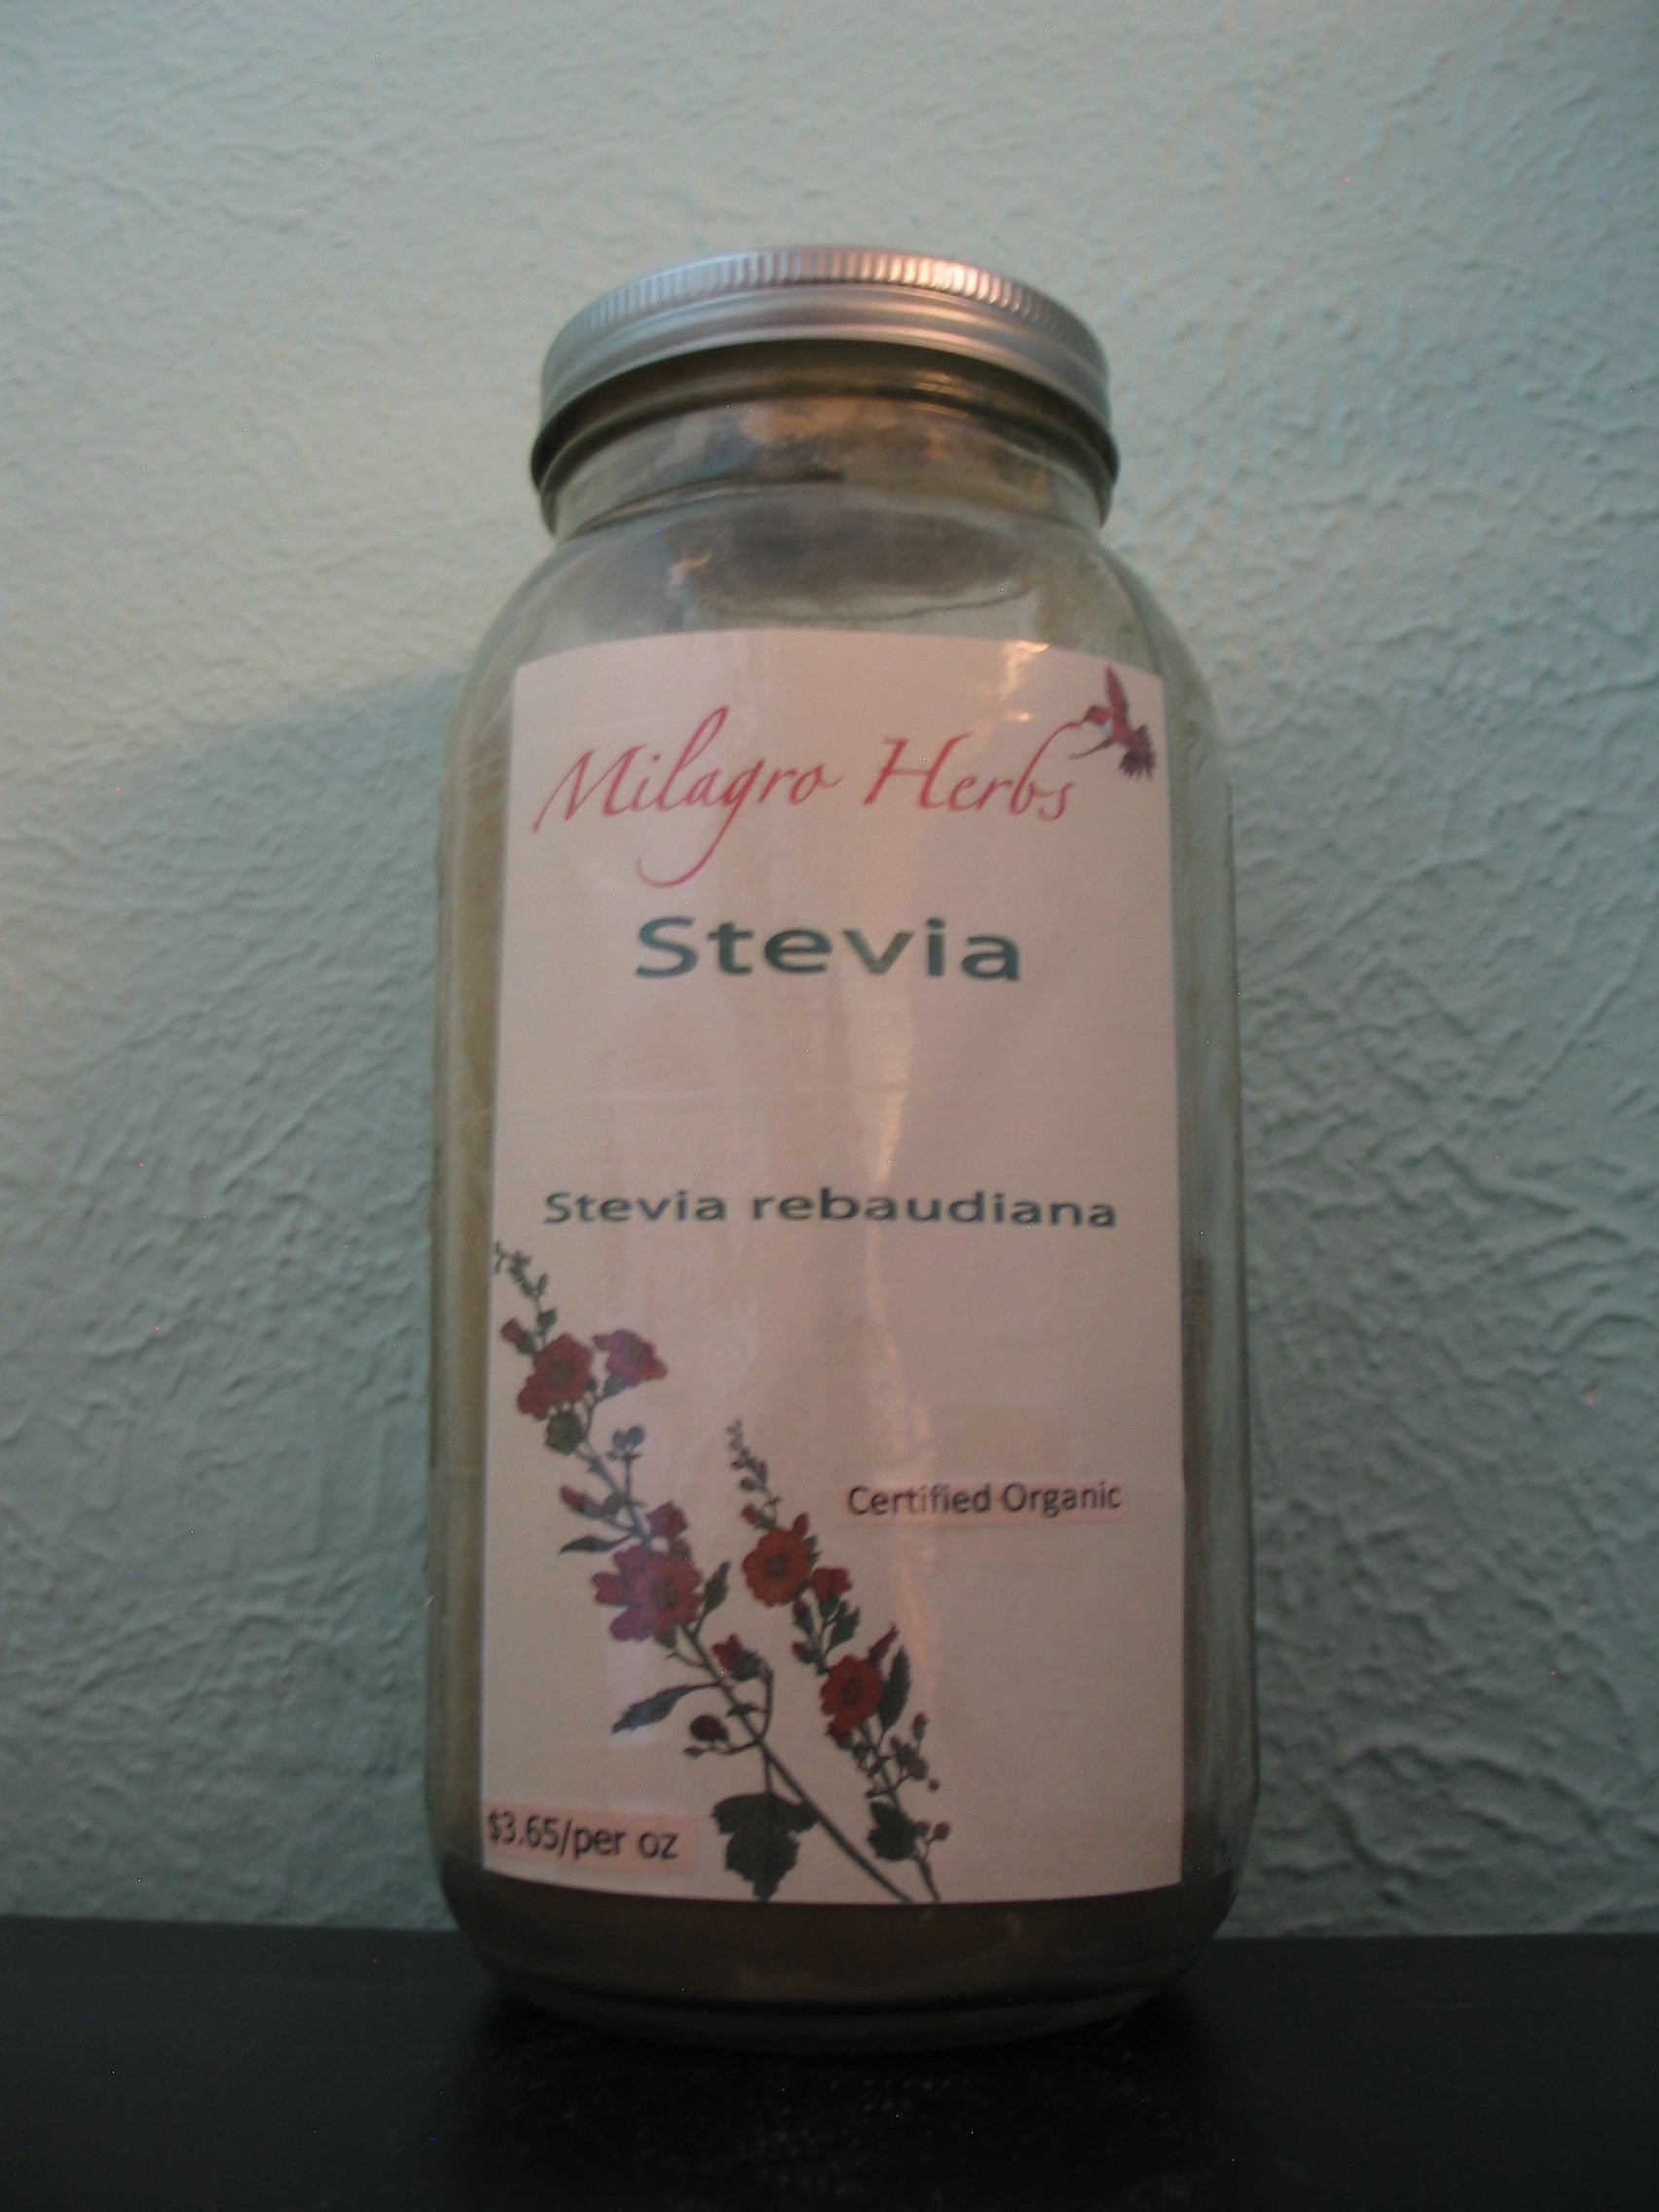 Milagro Herbs
Stevia
Stevia rebaudiana
Certified Organic
$3.65/per oz